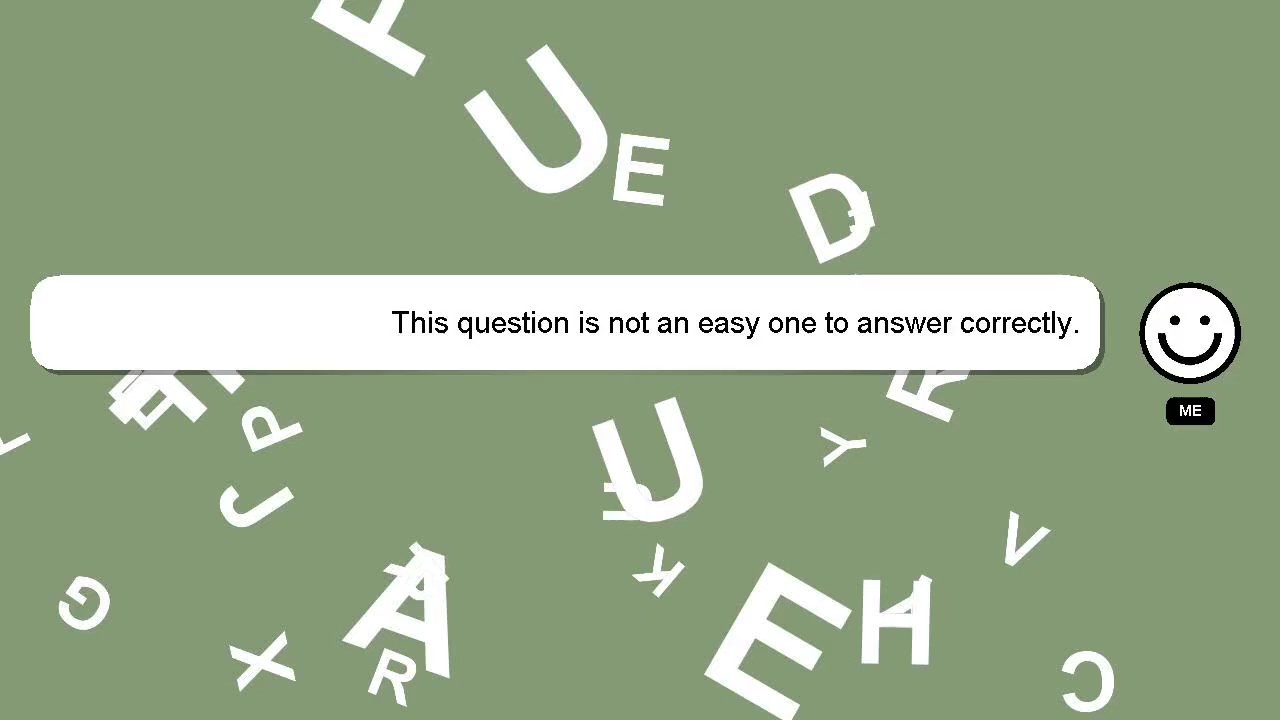 This question is not an easy one to answer correctly.
ME
P
U
E
D
R
P
U
Y
J
K
V
G
A
E
H
X
R
C